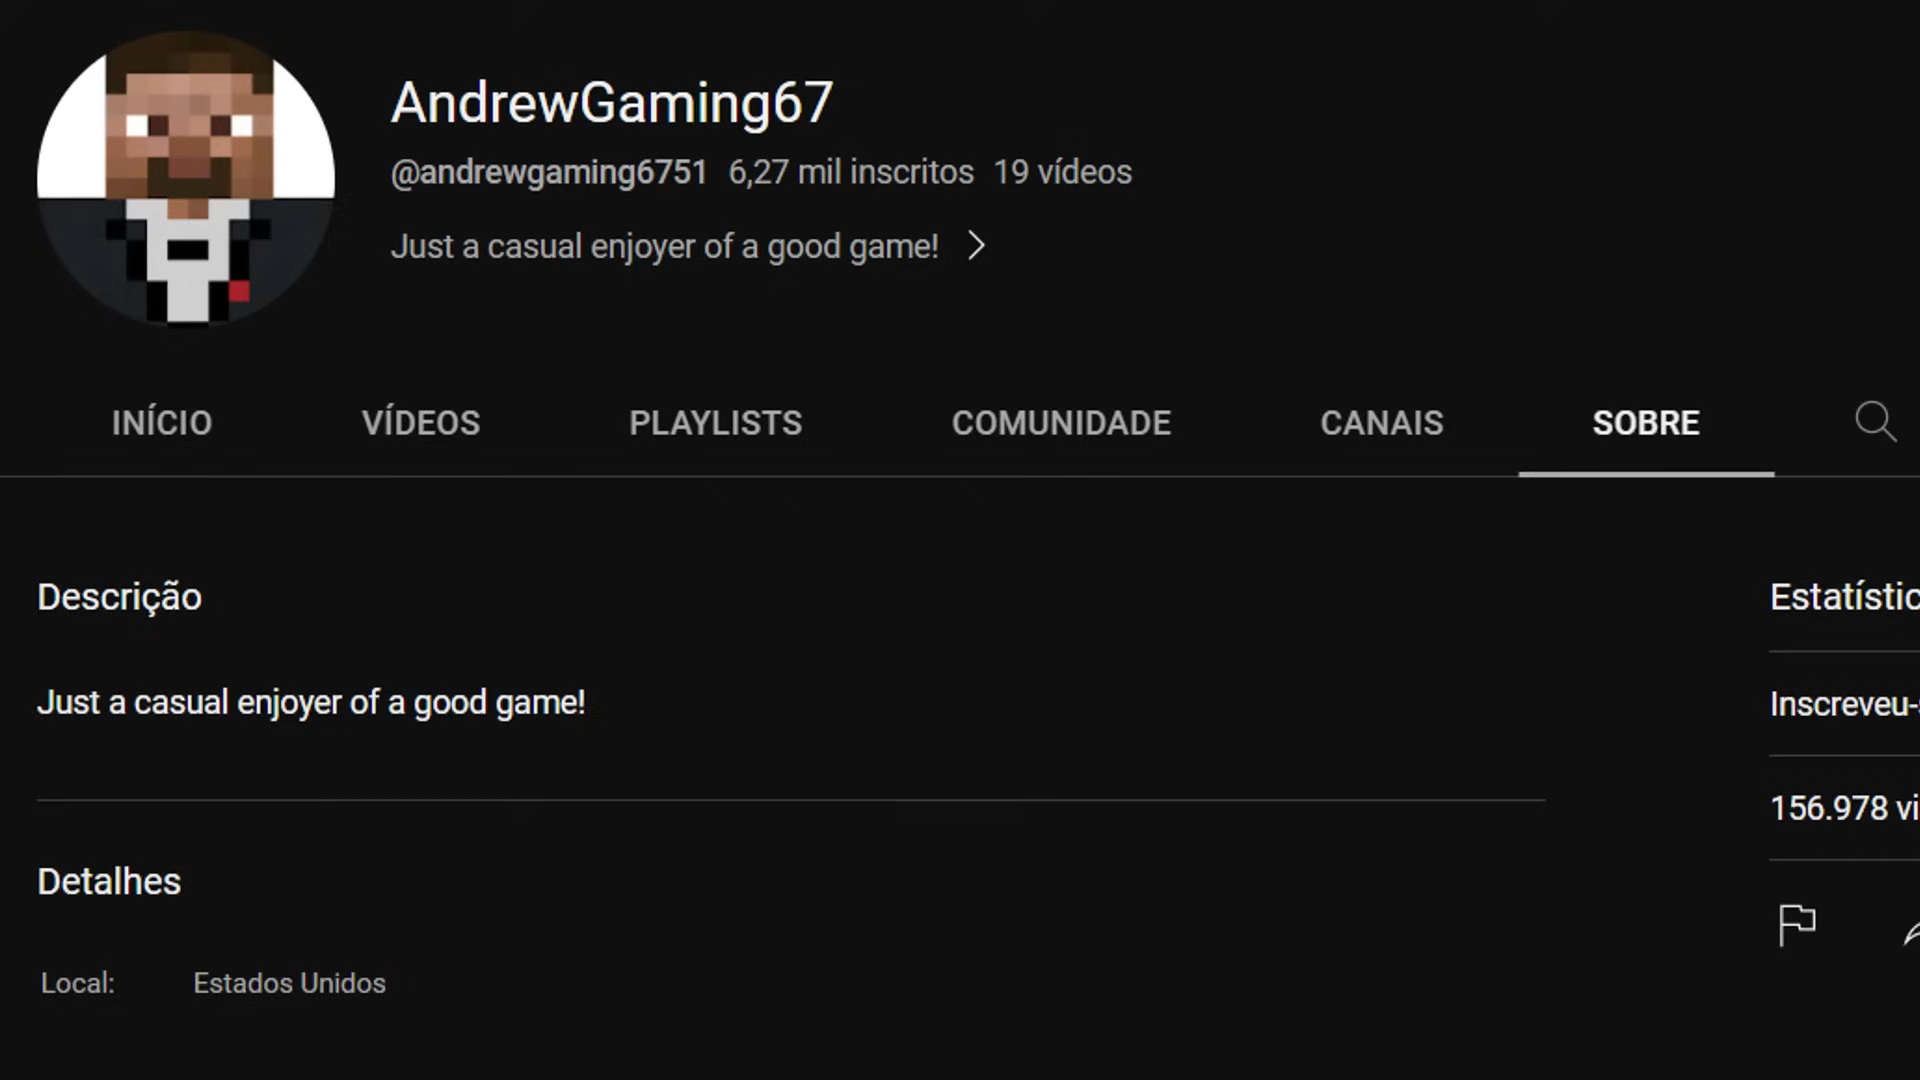 AndrewGaming67
@andrewgaming6751 6,27 mil inscritos 19 vídeos
Just a casual enjoyer of a good game!
INÍCIO VÍDEOS PLAYLISTS COMUNIDADE CANAIS SOBRE
Descrição
Just a casual enjoyer of a good game!
Detalhes
Local: Estados Unidos
Estatístic
Inscreveu-
156.978 vi